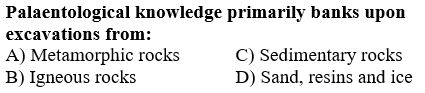 Palaentological knowledge primarily banks upon
excavations from:
A) Metamorphic rocks C) Sedimentary rocks
B) Igneous rocks D) Sand, resins and ice